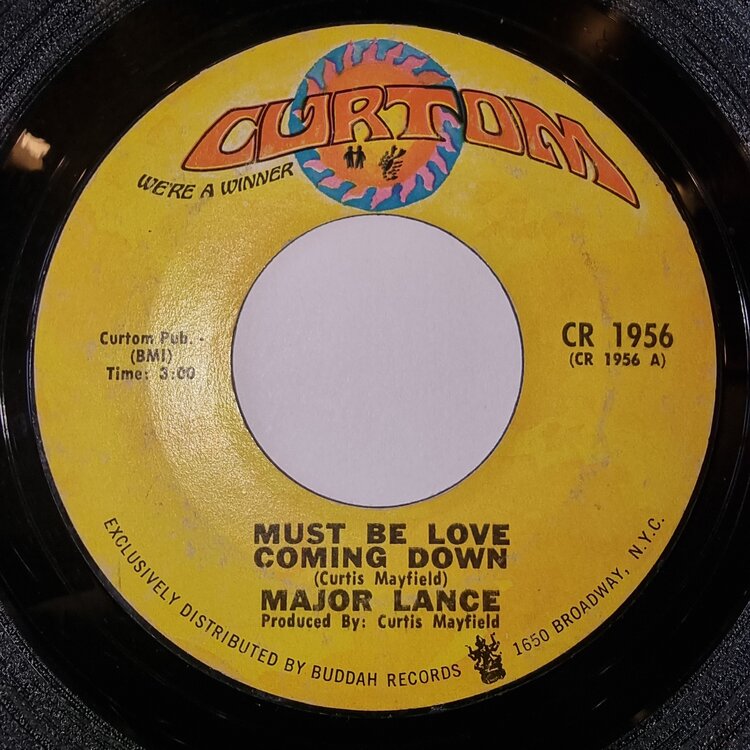 CURTOM
WE'RE A WINNER
Curtom Pub. -
(BMI)
Time: 3:00
CR 1956
(CR 1956 A)
MUST BE LOVE
COMING DOWN
(Curtis Mayfield)
MAJOR LANCE
Produced By: Curtis Mayfield
EXCLUSIVELY DISTRIBUTED BY BUDDAH RECORDS 1650 BROADWAY, N.Y.C.